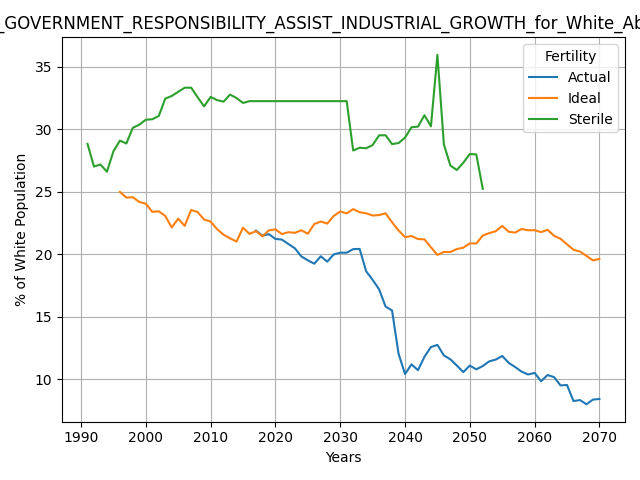 _GOVERNMENT_RESPONSIBILITY_ASSIST_INDUSTRIAL_GROWTH_for_White_Ab
Fertility
Actual
Ideal
Sterile
% of White Population
35
30
25
20
15
10
1990 2000 2010 2020 2030 2040 2050 2060 2070
Years